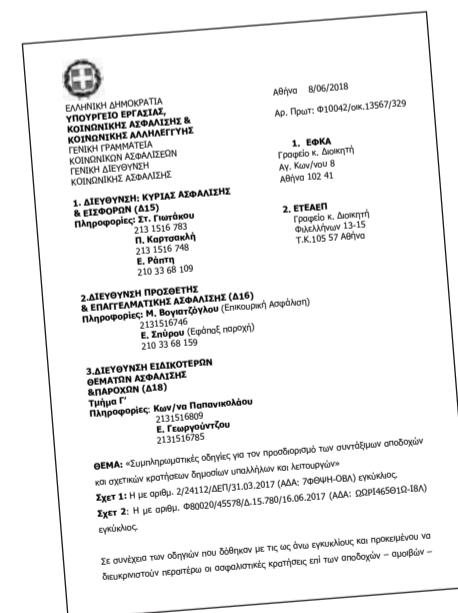 ΕΛΛΗΝΙΚΗ ΔΗΜΟΚΡΑΤΙΑ
ΥΠΟΥΡΓΕΙΟ ΕΡΓΑΣΙΑΣ,
ΚΟΙΝΩΝΙΚΗΣ ΑΣΦΑΛΙΣΗΣ &
ΚΟΙΝΩΝΙΚΗΣ ΑΛΛΗΛΕΓΓΥΗΣ
ΓΕΝΙΚΗ ΓΡΑΜΜΑΤΕΙΑ
ΚΟΙΝΩΝΙΚΩΝ ΑΣΦΑΛΙΣΕΩΝ
ΓΕΝΙΚΗ ΔΙΕΥΘΥΝΣΗ
ΚΟΙΝΩΝΙΚΗΣ ΑΣΦΑΛΙΣΗΣ
Αθήνα 8/06/2018
Αρ. Πρωτ: Φ10042/οικ.13567/329
1. ΕΦΚΑ
Γραφείο κ. Διοικητή
Αγ. Κων/νου 8
Αθήνα 102 41
1. ΔΙΕΥΘΥΝΣΗ: ΚΥΡΙΑΣ ΑΣΦΑΛΙΣΗΣ
& ΕΙΣΦΟΡΩΝ (Δ15)
Πληροφορίες: Στ. Γιωτάκου
213 1516 783
Π. Καρτσακλή
213 1516 748
Ε. Ράπτη
210 33 68 109
2. ΕΤΕΑΕΠ
Γραφείο κ. Διοικητή
Φιλελλήνων 13-15
Τ.Κ.105 57 Αθήνα
2.ΔΙΕΥΘΥΝΣΗ ΠΡΟΣΘΕΤΗΣ
& ΕΠΑΓΓΕΛΜΑΤΙΚΗΣ ΑΣΦΑΛΙΣΗΣ (Δ16)
Πληροφορίες: Μ. Βογιατζόγλου (Επικουρική Ασφάλιση)
2131516746
Ε. Σπύρου (Εφάπαξ παροχή)
210 33 68 159
3.ΔΙΕΥΘΥΝΣΗ ΕΙΔΙΚΟΤΕΡΩΝ
ΘΕΜΑΤΩΝ ΑΣΦΑΛΙΣΗΣ
&ΠΑΡΟΧΩΝ (Δ18)
Τμήμα Γ'
Πληροφορίες: Κων/να Παπανικολάου
2131516809
Ε. Γεωργούντζου
2131516785
ΘΕΜΑ: «Συμπληρωματικές οδηγίες για τον προσδιορισμό των συντάξιμων αποδοχών
και σχετικών κρατήσεων δημοσίων υπαλλήλων και λειτουργών»
Σχετ 1: Η με αριθμ. 2/24112/ΔΕΠ/31.03.2017 (ΑΔΑ: 7ΦΘΨΗ-ΟΒΛ) εγκύκλιος.
Σχετ 2: Η με αριθμ. Φ80020/45578/Δ.15.780/16.06.2017 (ΑΔΑ: ΩΩΡΙ465Θ1Ω-Ι8Λ)
εγκύκλιος.
Σε συνέχεια των οδηγιών που δόθηκαν με τις ως άνω εγκυκλίους και προκειμένου να
διευκρινιστούν περαιτέρω οι ασφαλιστικές κρατήσεις επί των αποδοχών – αμοιβών –